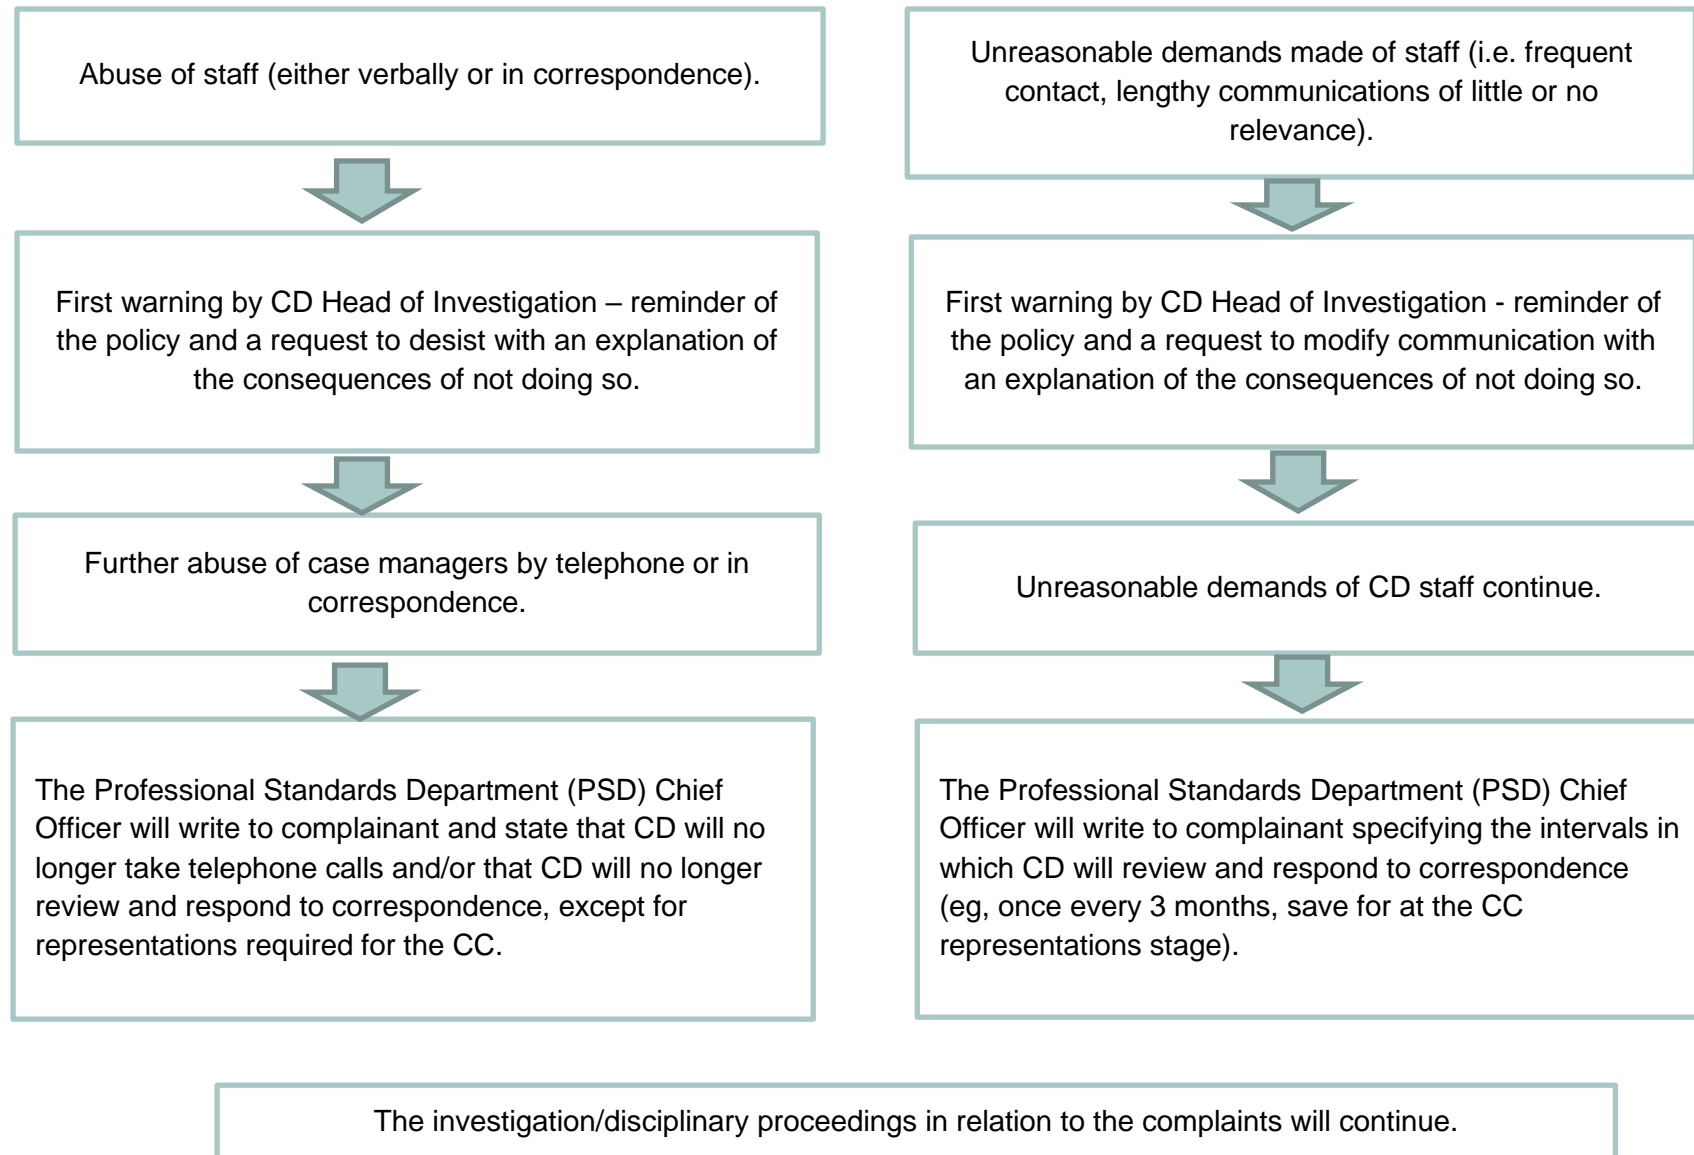 Abuse of staff (either verbally or in correspondence).
First warning by CD Head of Investigation – reminder of
the policy and a request to desist with an explanation of
the consequences of not doing so.
Further abuse of case managers by telephone or in
correspondence.
The Professional Standards Department (PSD) Chief
Officer will write to complainant and state that CD will no
longer take telephone calls and/or that CD will no longer
review and respond to correspondence, except for
representations required for the CC.
Unreasonable demands made of staff (i.e. frequent
contact, lengthy communications of little or no
relevance).
First warning by CD Head of Investigation - reminder of
the policy and a request to modify communication with
an explanation of the consequences of not doing so.
Unreasonable demands of CD staff continue.
The Professional Standards Department (PSD) Chief
Officer will write to complainant specifying the intervals in
which CD will review and respond to correspondence
(eg, once every 3 months, save for at the CC
representations stage).
The investigation/disciplinary proceedings in relation to the complaints will continue.